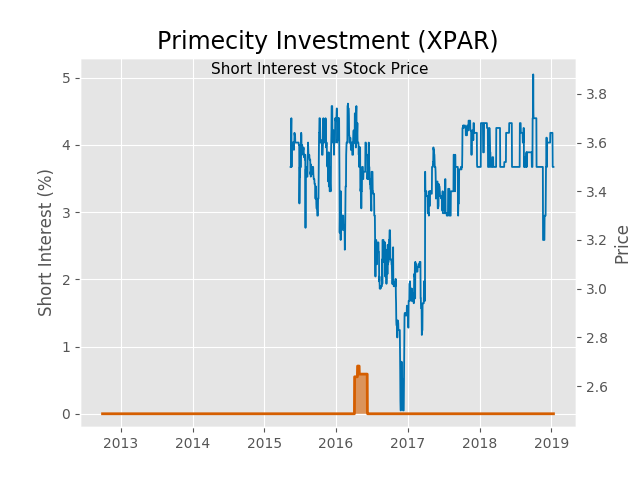 Primecity Investment (XPAR)
Short Interest vs Stock Price
Short Interest (%)
5
4
3
2
1
0
3.8
3.6
3.4
3.2
3.0
2.8
2.6
Price
2013 2014 2015 2016 2017 2018 2019